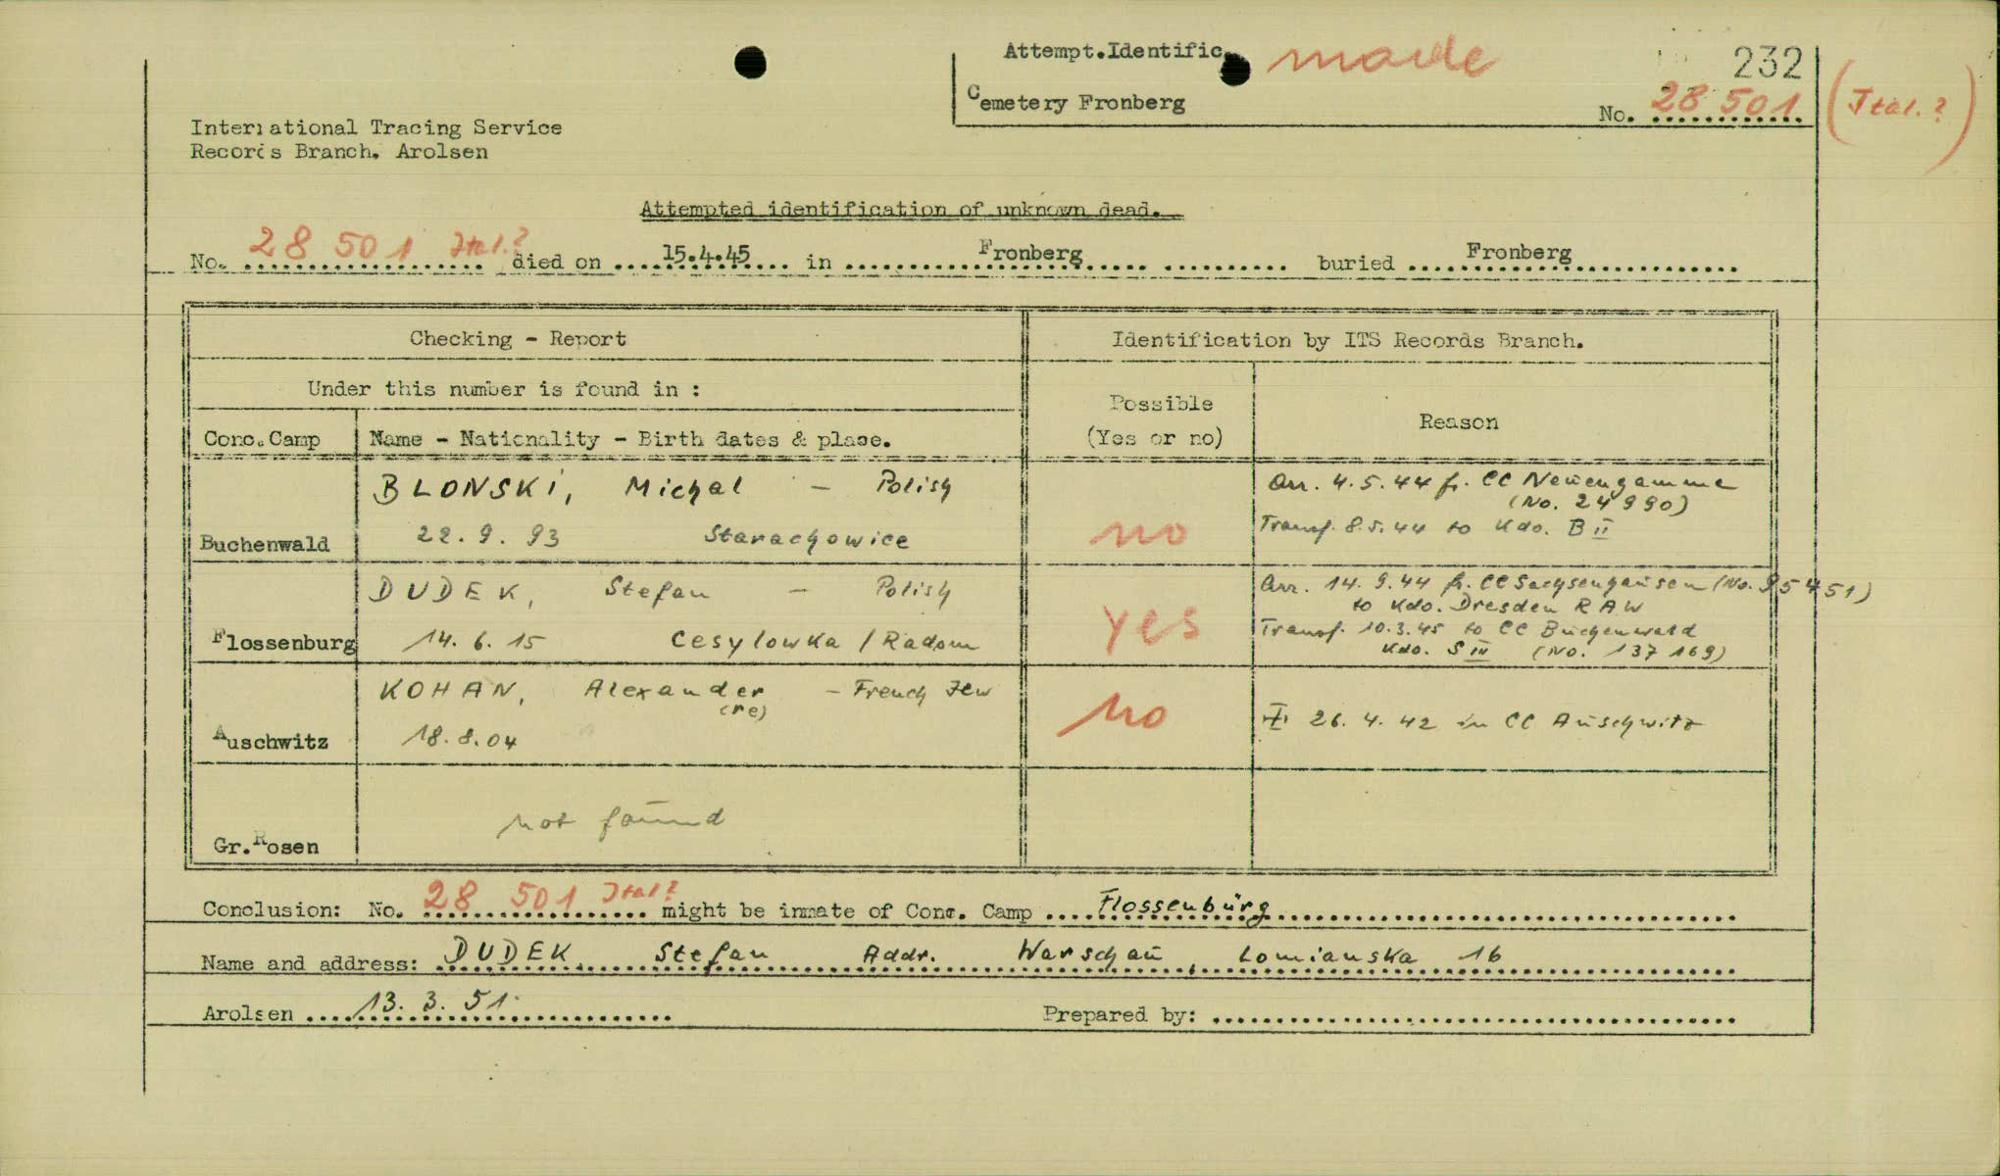 Attempt.Identific. made
232
Cemetery Fronberg
No. 28 501 (Ital.?)
International Tracing Service
Records Branch. Arolsen
Attempted identification of unknown dead.
No. 28 501 Ital.? died on 15.4.45 in Fronberg buried Fronberg
Checking - Report
Identification by ITS Records Branch.
Under this number is found in :
Possible
(Yes or no)
Reason
Conc.Camp
Name - Nationality - Birth dates & place.
BLONSKI, Michal - Polish
22.9.93 Starachowice
Buchenwald
no
Arr. 4.5.44 fr. CC Neuengamme
(No. 24990)
Transf. 8.5.44 to Kdo. B II
DUDEK, Stefan - Polish
14.6.15 Cesylowka / Radom
Flossenburg
yes
Arr. 14.9.44 fr. CC Sachsenhausen (No. 95451)
to Kdo. Dresden RAW
Transf. 10.3.45 to CC Buchenwald
Kdo. S III (No. 137169)
KOHAN, Alexander - French Jew
(re)
18.8.04
Auschwitz
no
26.4.42 in CC Auschwitz
not found
Gr.Rosen
Conclusion: No. 28 501 Ital? might be inmate of Conc. Camp Flossenbürg
Name and address: DUDEK Stefan Addr. Warschau, Lomianska 16
Arolsen 13.3.51.
Prepared by: